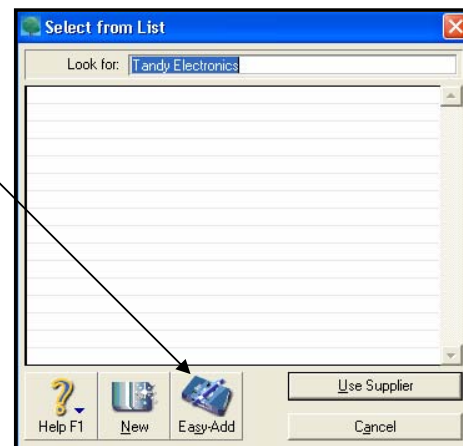 Select from List
Look for: Tandy Electronics
Use Supplier
Help F1 New Easy-Add
Cancel